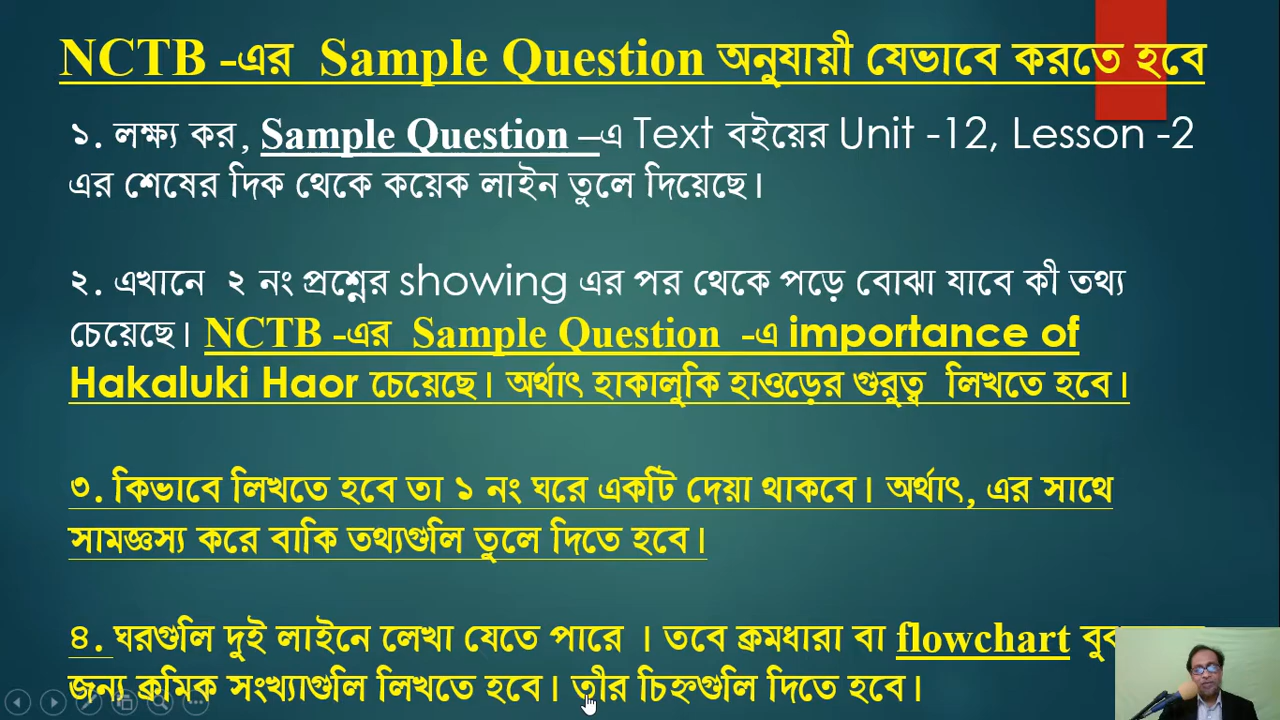 NCTB -এর Sample Question অনুযায়ী যেভাবে করতে হবে
১. লক্ষ্য কর, Sample Question –এ Text বইয়ের Unit -12, Lesson -2
এর শেষের দিক থেকে কয়েক লাইন তুলে দিয়েছে।
২. এখানে ২ নং প্রশ্নের showing এর পর থেকে পড়ে বোঝা যাবে কী তথ্য
চেয়েছে। NCTB -এর Sample Question -এ importance of
Hakaluki Haor চেয়েছে। অর্থাৎ হাকালুকি হাওড়ের গুরুত্ব লিখতে হবে।
৩. কিভাবে লিখতে হবে তা ১ নং ঘরে একটি দেয়া থাকবে। অর্থাৎ, এর সাথে
সামজ্ঞস্য করে বাকি তথ্যগুলি তুলে দিতে হবে।
৪. ঘরগুলি দুই লাইনে লেখা যেতে পারে । তবে ক্রমধারা বা flowchart
জন্য ক্রমিক সংখ্যাগুলি লিখতে হবে। তীর চিহ্নগুলি দিতে হবে।